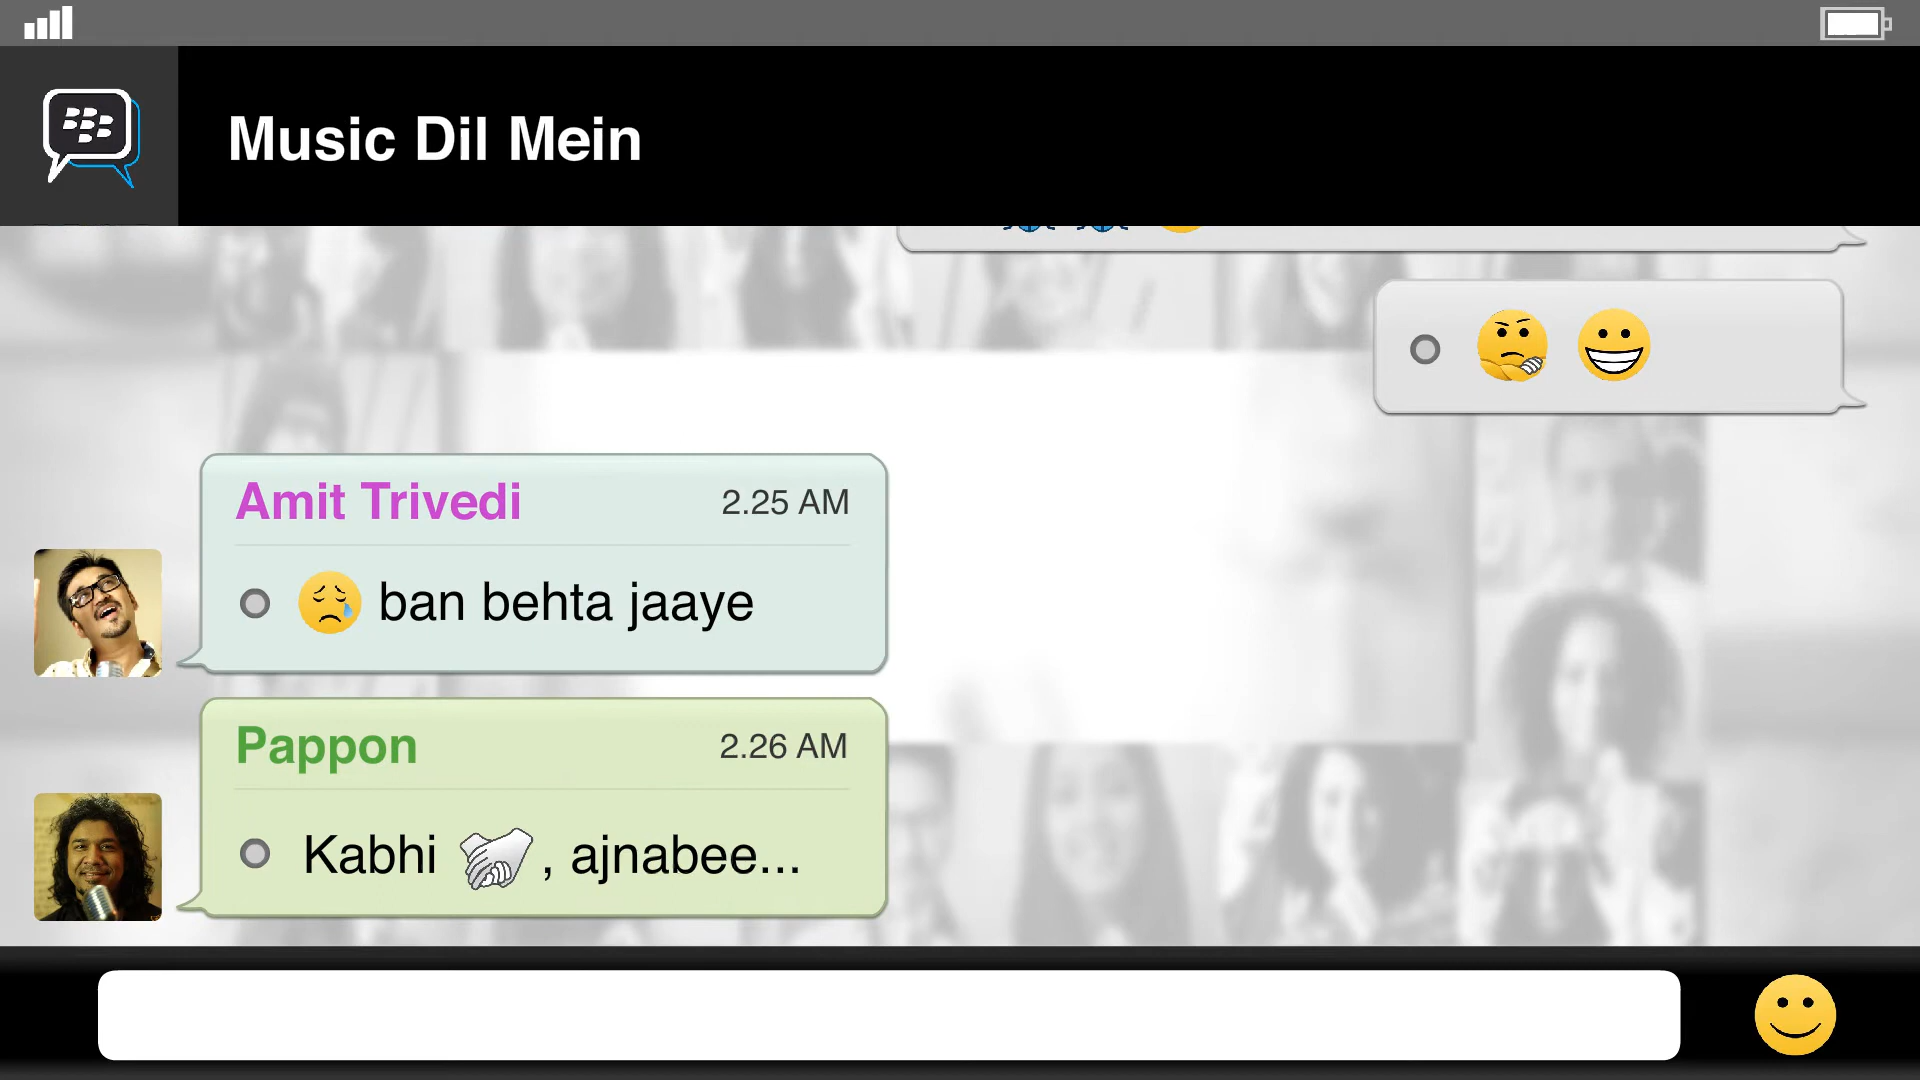 Music Dil Mein
Amit Trivedi 2.25 AM
😢 ban behta jaaye
Pappon 2.26 AM
Kabhi 🤝, ajnabee...